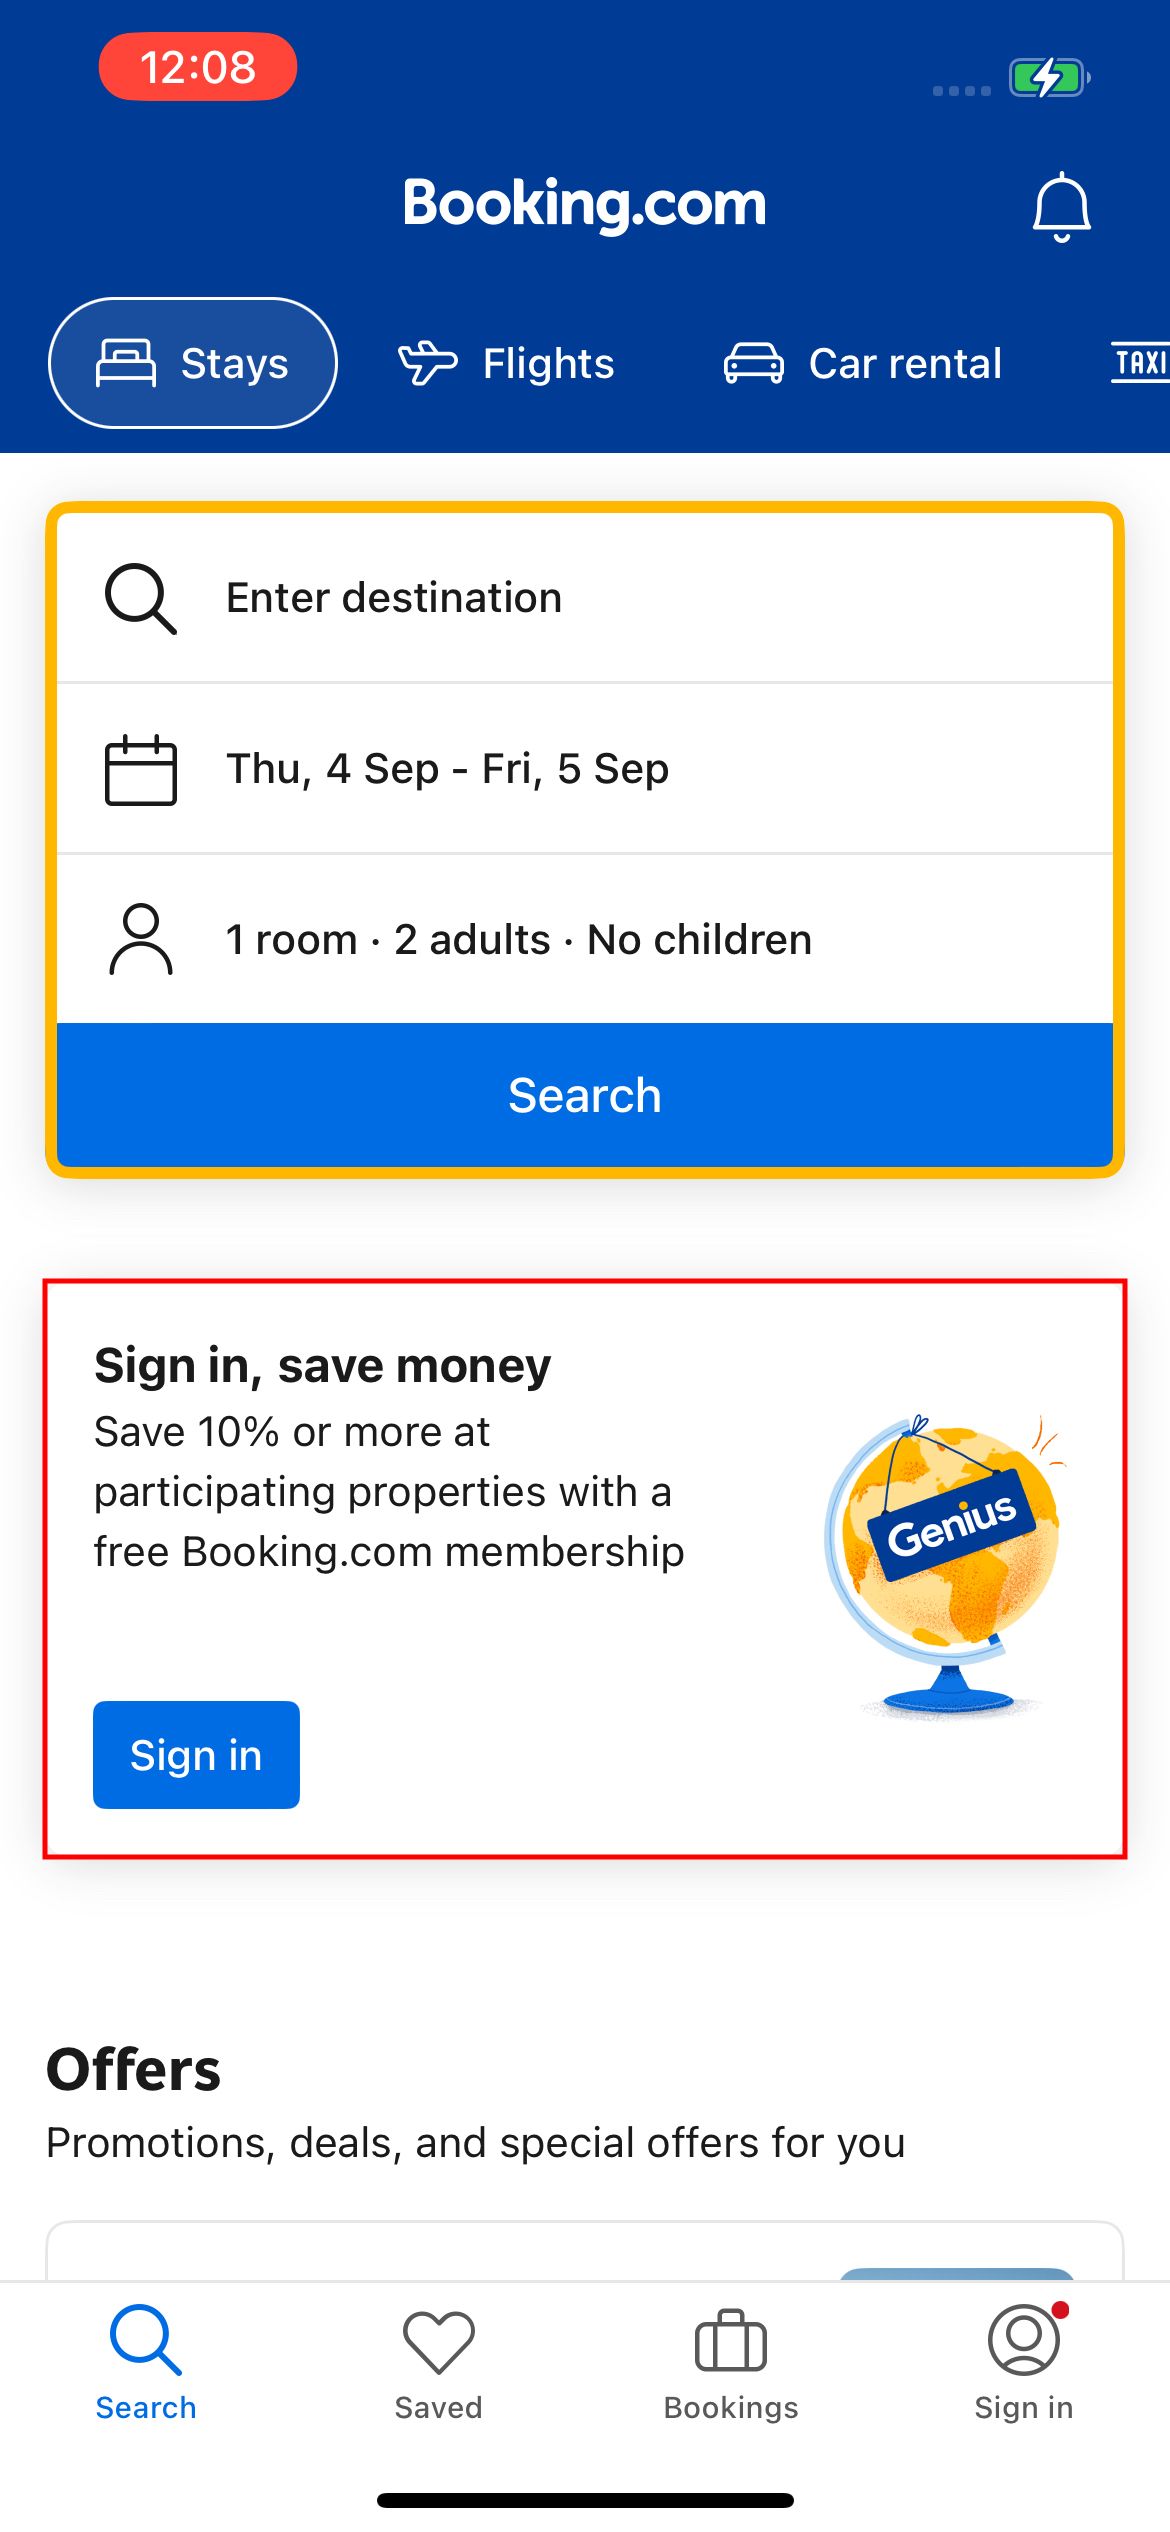 12:08
Booking.com
Stays
Flights
Car rental
TAXI
Enter destination
Thu, 4 Sep - Fri, 5 Sep
1 room · 2 adults · No children
Search
Sign in, save money
Save 10% or more at
participating properties with a
free Booking.com membership
Genius
Sign in
Offers
Promotions, deals, and special offers for you
Search
Saved
Bookings
Sign in